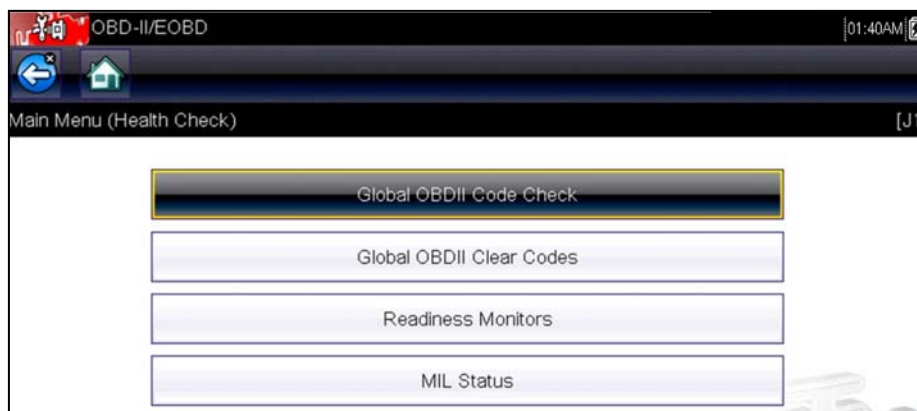 OBD-II/EOBD 01:40AM
Main Menu (Health Check) [J1
Global OBDII Code Check
Global OBDII Clear Codes
Readiness Monitors
MIL Status